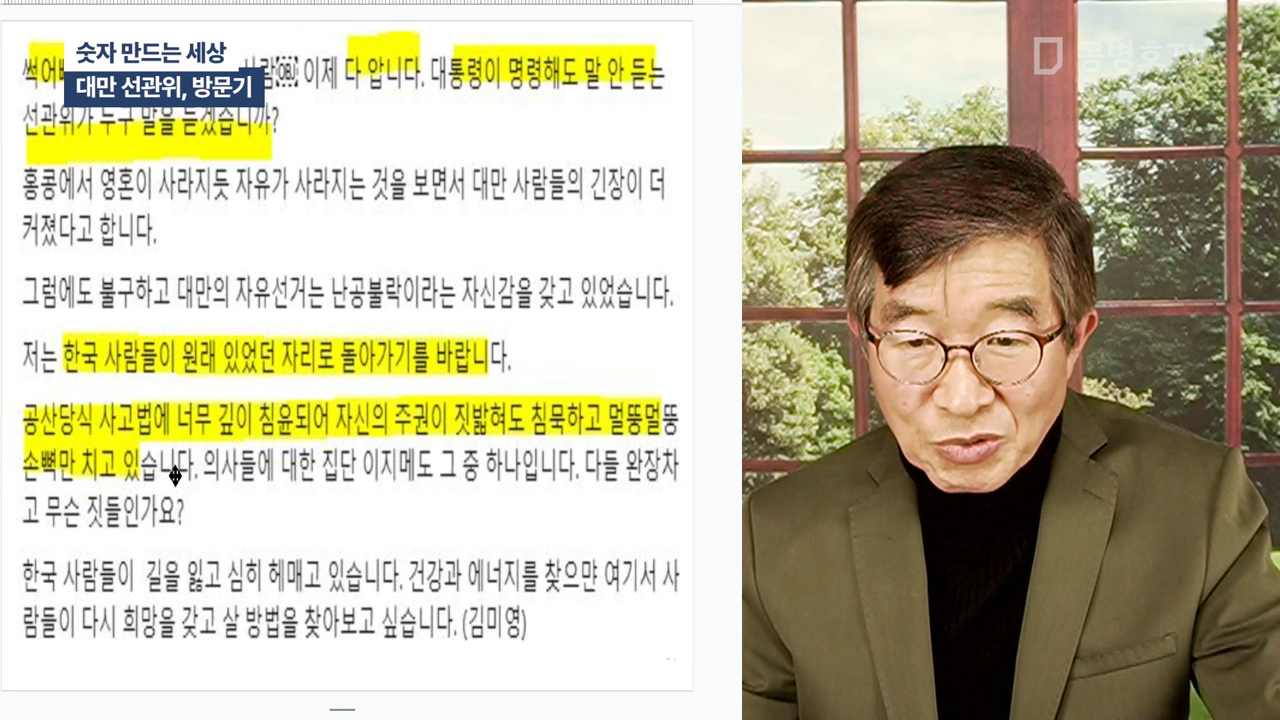 숫자 만드는 세상
대만 선관위, 방문기
이제 다 압니다. 대통령이 명령해도 말 안 듣는
선관위가 누구 말을 듣겠습니까?
홍콩에서 영혼이 사라지듯 자유가 사라지는 것을 보면서 대만 사람들의 긴장이 더
커졌다고 합니다.
그럼에도 불구하고 대만의 자유선거는 난공불락이라는 자신감을 갖고 있었습니다.
저는 한국 사람들이 원래 있었던 자리로 돌아가기를 바랍니다.
공산당식 사고법에 너무 깊이 침윤되어 자신의 주권이 짓밟혀도 침묵하고 멀뚱멀뚱
손뼉만 치고 있습니다. 의사들에 대한 집단 이지메도 그 중 하나입니다. 다들 완장차
고 무슨 짓들인가요?
한국 사람들이 길을 잃고 심히 헤매고 있습니다. 건강과 에너지를 찾으만 여기서 사
람들이 다시 희망을 갖고 살 방법을 찾아보고 싶습니다. (김미영)